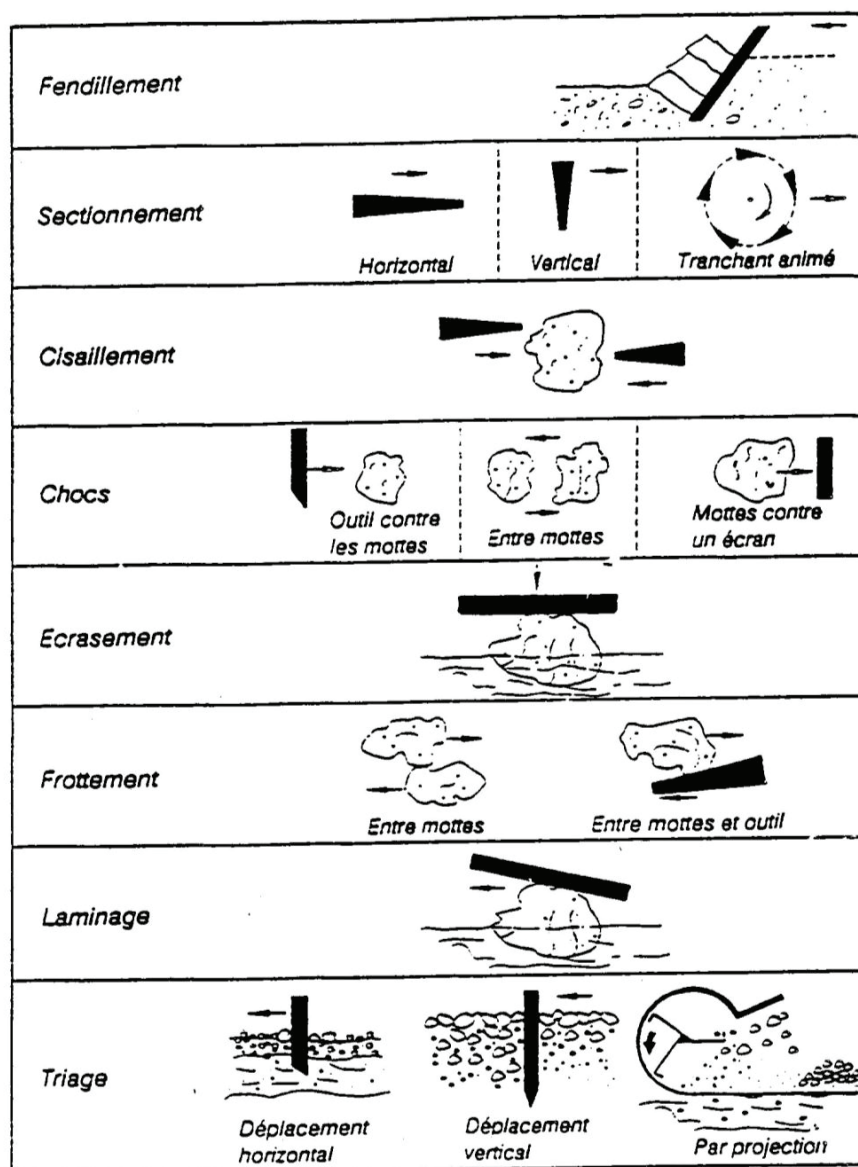 Fendillement
Sectionnement
Horizontal
Vertical
Tranchant animé
Cisaillement
Chocs
Outil contre
les mottes
Entre mottes
Mottes contre
un écran
Ecrasement
Frottement
Entre mottes
Entre mottes et outil
Laminage
Triage
Déplacement
horizontal
Déplacement
vertical
Par projection